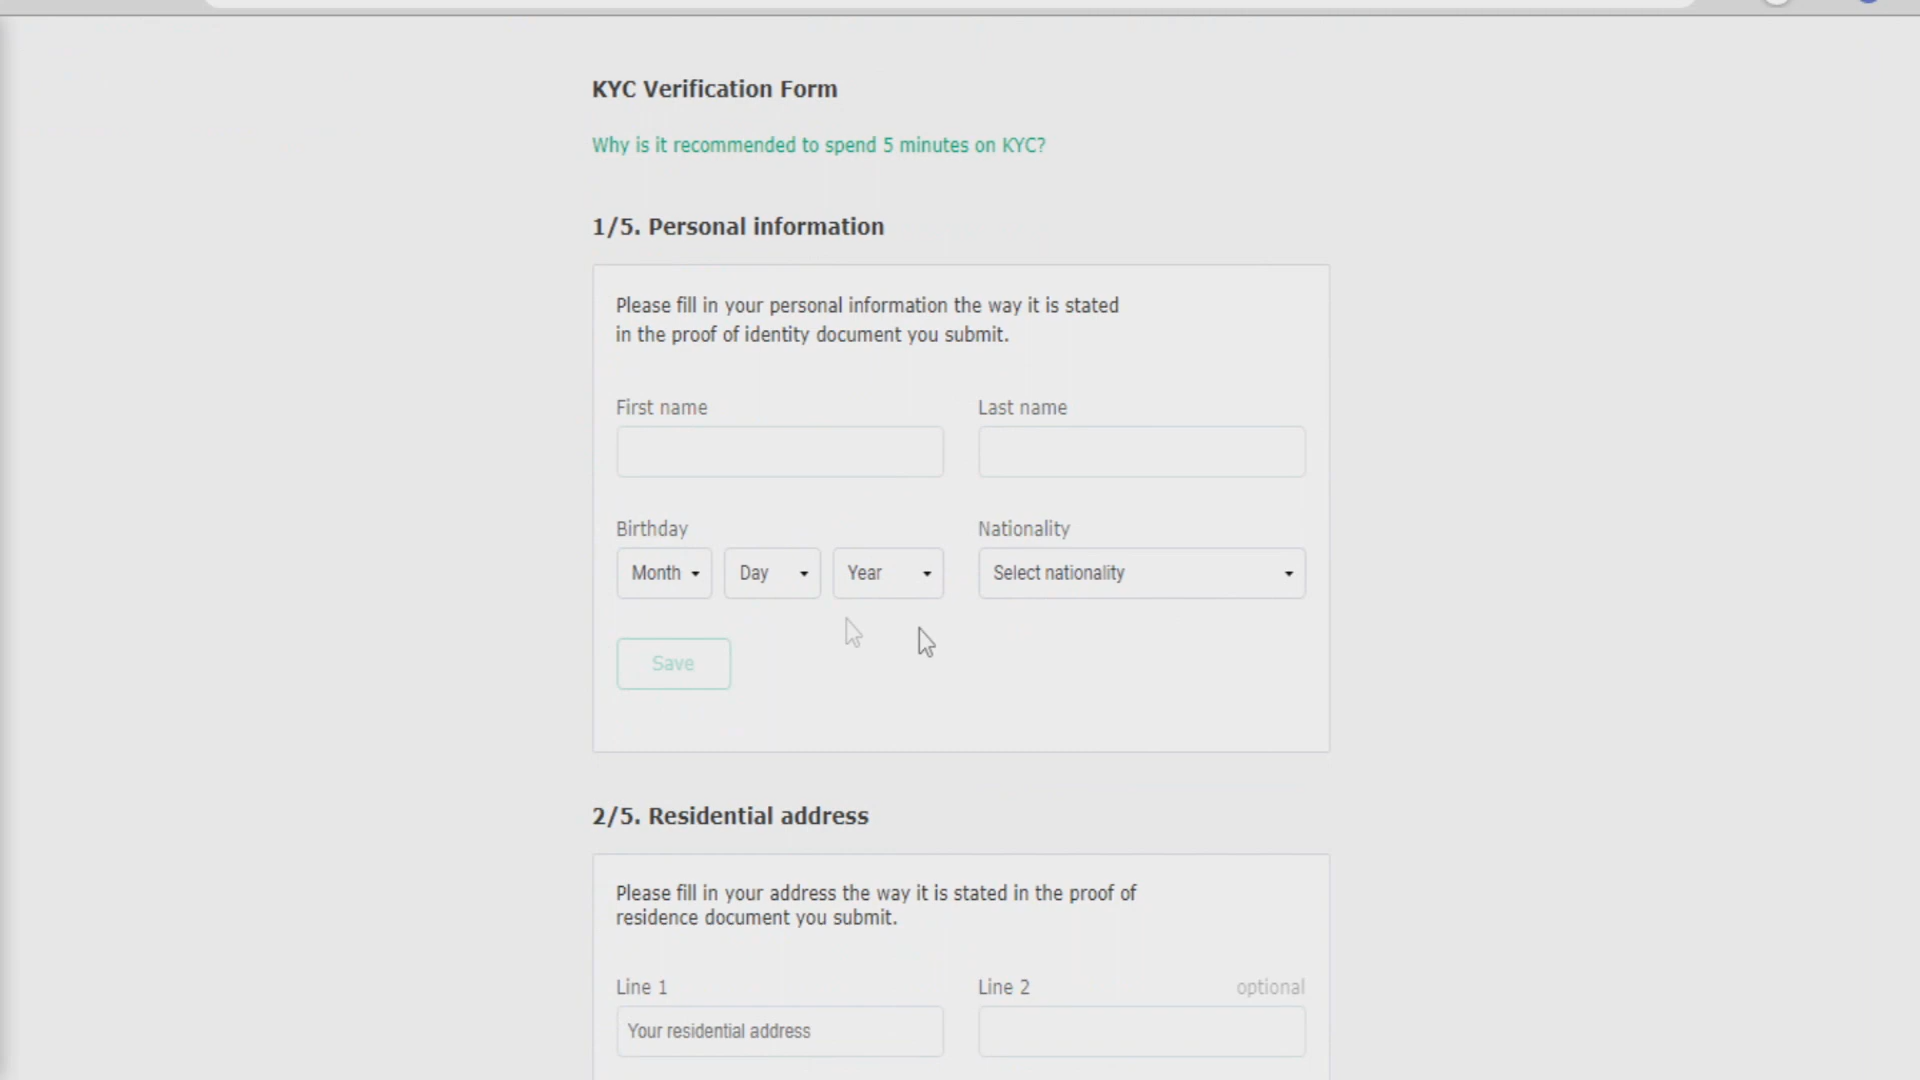 KYC Verification Form
Why is it recommended to spend 5 minutes on KYC?
1/5. Personal information
Please fill in your personal information the way it is stated
in the proof of identity document you submit.
First name
Last name
Birthday
Nationality
Month
Day
Year
Select nationality
Save
2/5. Residential address
Please fill in your address the way it is stated in the proof of
residence document you submit.
Line 1
Line 2
optional
Your residential address